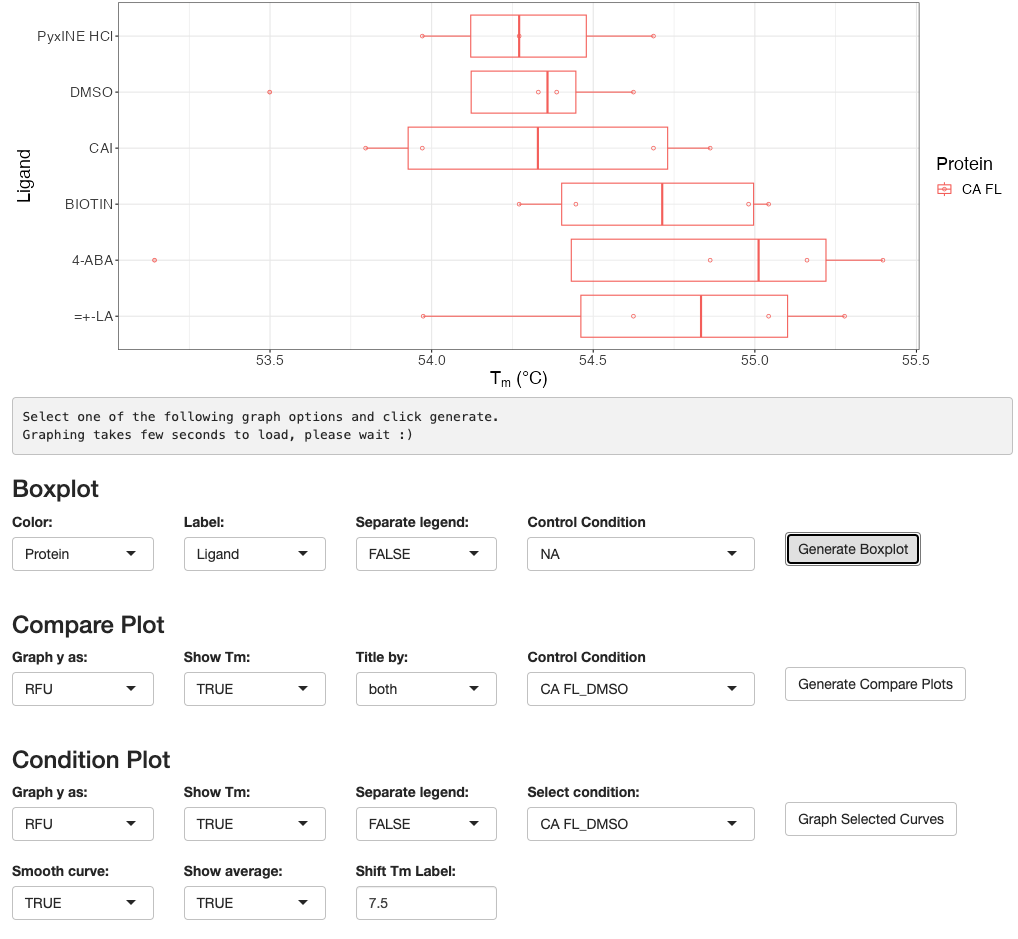 PyxINE HCl
DMSO
CAI
BIOTIN
4-ABA
=+-LA
Ligand
53.5 54.0 54.5 55.0 55.5
Tm (°C)
Protein
CA FL
Select one of the following graph options and click generate.
Graphing takes few seconds to load, please wait :)
Boxplot
Color: Label: Separate legend: Control Condition
Protein Ligand FALSE NA Generate Boxplot
Compare Plot
Graph y as: Show Tm: Title by: Control Condition
RFU TRUE both CA FL_DMSO Generate Compare Plots
Condition Plot
Graph y as: Show Tm: Separate legend: Select condition:
RFU TRUE FALSE CA FL_DMSO Graph Selected Curves
Smooth curve: Show average: Shift Tm Label:
TRUE TRUE 7.5